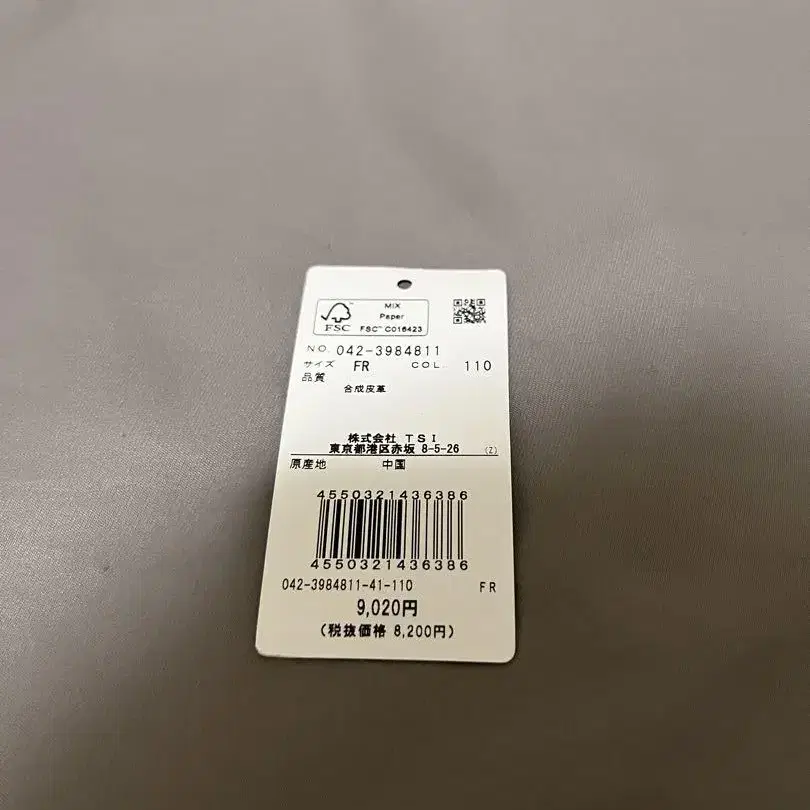 FSC
MIX
Paper
FSC™ C016423
NO. 042-3984811
サイズ FR COL. 110
品質
合成皮革
株式会社 TSI
東京都港区赤坂 8-5-26 (Z)
原産地 中国
4550321436386
4550321436386
042-3984811-41-110 FR
9,020円
(税抜価格 8,200円)